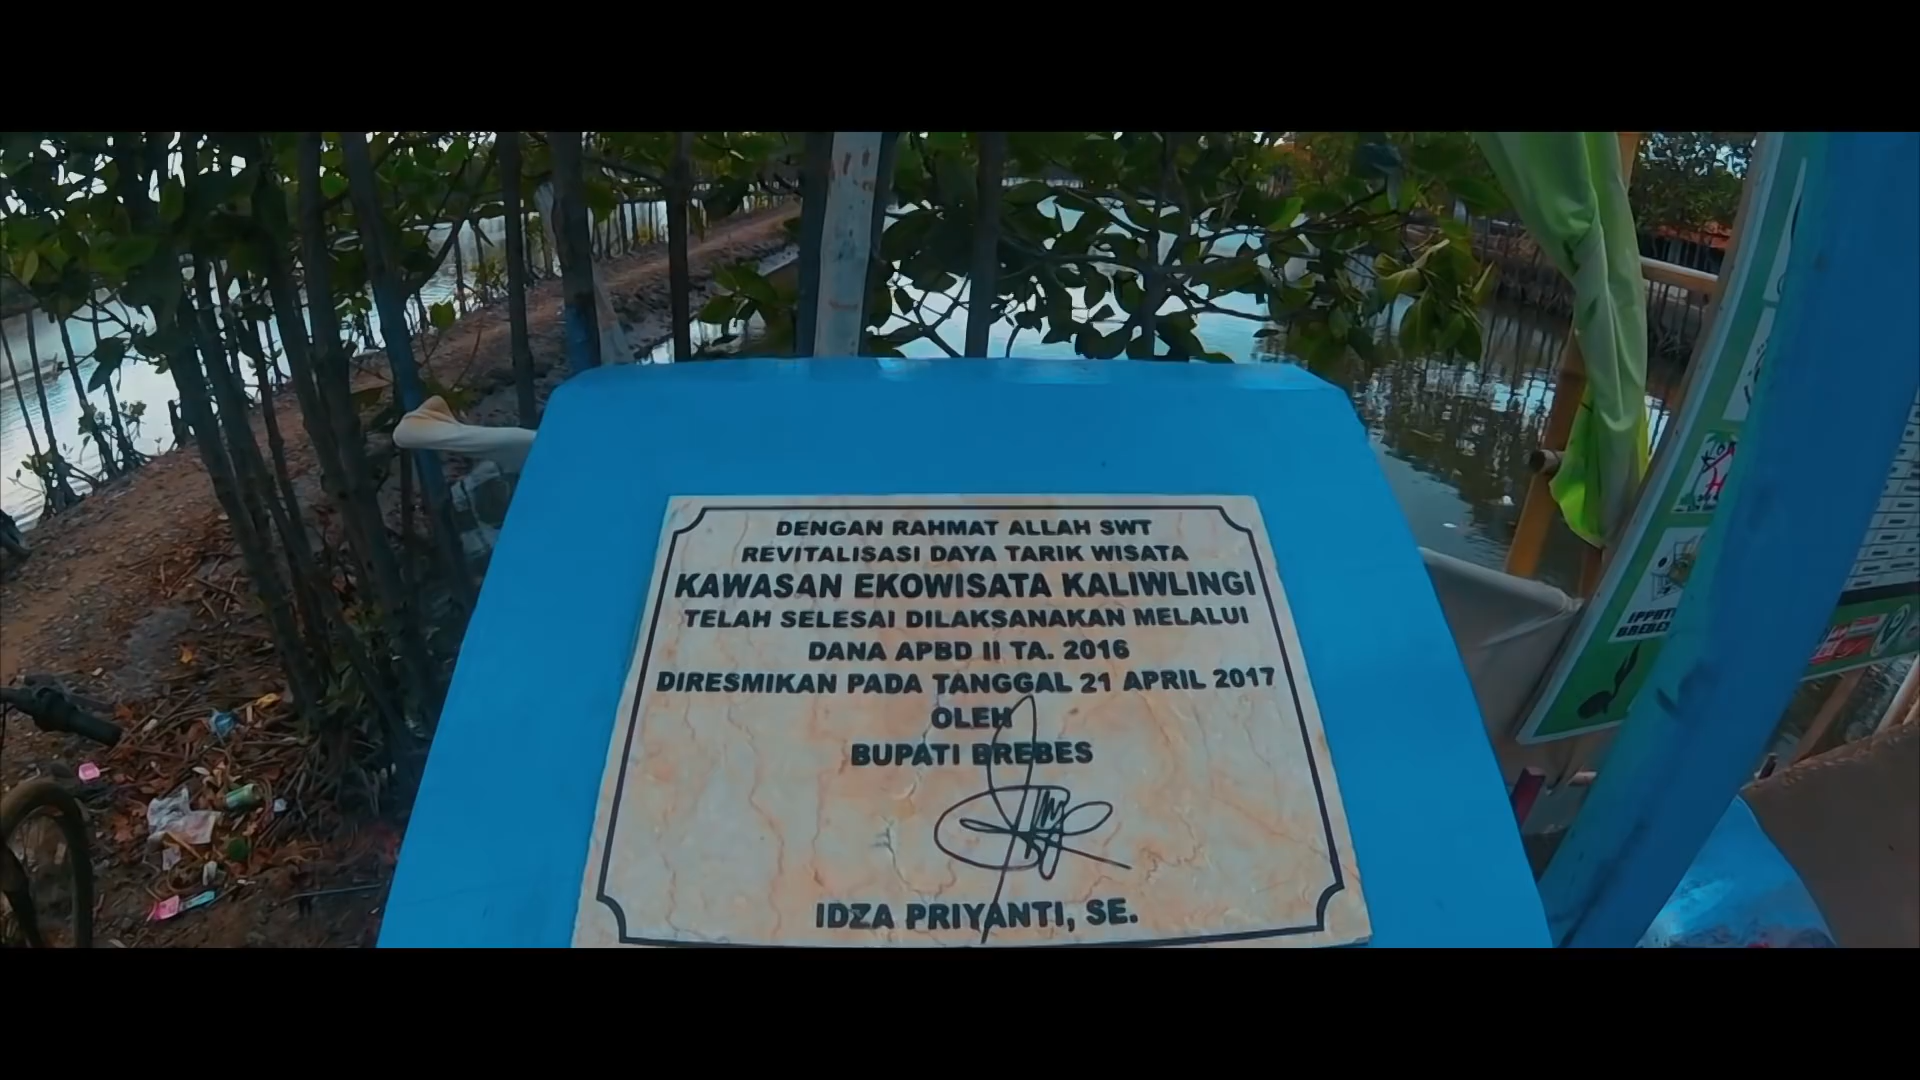 DENGAN RAHMAT ALLAH SWT
REVITALISASI DAYA TARIK WISATA
KAWASAN EKOWISATA KALIWLINGI
TELAH SELESAI DILAKSANAKAN MELALUI
DANA APBD II TA. 2016
DIRESMIKAN PADA TANGGAL 21 APRIL 2017
OLEH
BUPATI BREBES
IDZA PRIYANTI, SE.
BREBES